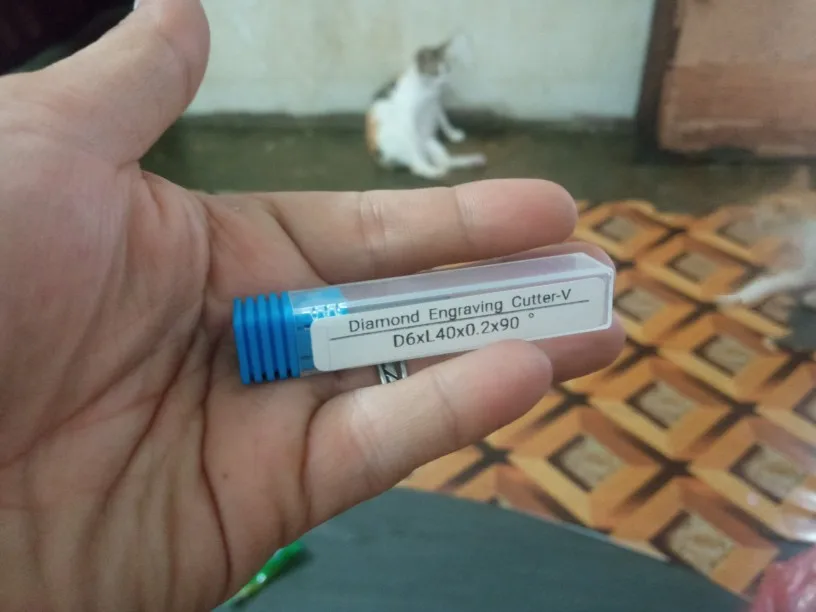 Diamond Engraving Cutter-V
D6xL40x0.2x90 °